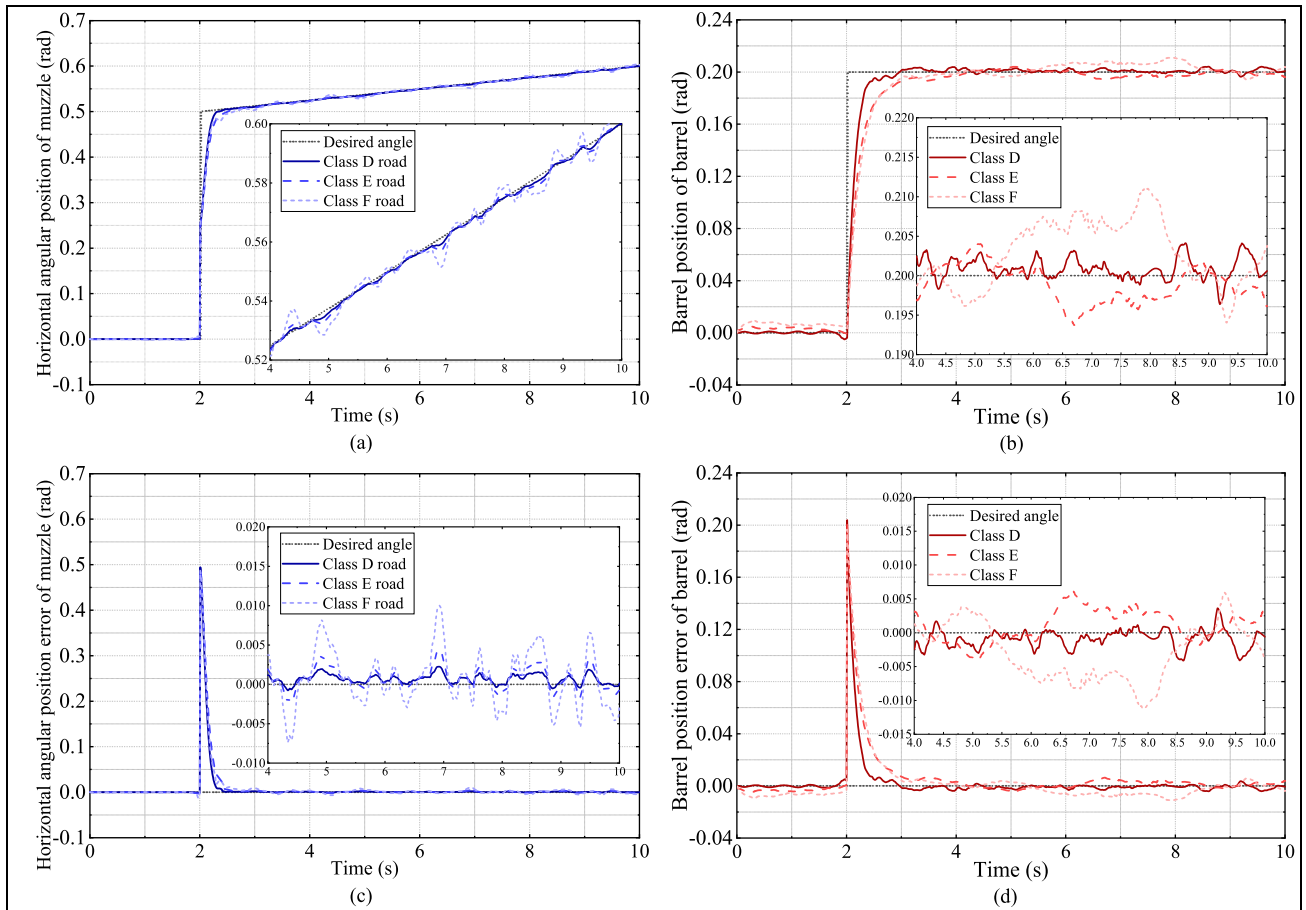 Horizontal angular position of muzzle (rad)
0.7
0.6
0.5
0.4
0.3
0.2
0.1
0.0
-0.1
0 2 4 6 8 10
Time (s)
(a)
Desired angle
Class D road
Class E road
Class F road
0.60
0.58
0.56
0.54
0.52
4 5 6 7 8 9 10
Barrel position of barrel (rad)
0.24
0.20
0.16
0.12
0.08
0.04
0.00
-0.04
0 2 4 6 8 10
Time (s)
(b)
Desired angle
Class D
Class E
Class F
0.220
0.215
0.210
0.205
0.200
0.195
0.190
4.0 4.5 5.0 5.5 6.0 6.5 7.0 7.5 8.0 8.5 9.0 9.5 10.0
Horizontal angular position error of muzzle (rad)
0.7
0.6
0.5
0.4
0.3
0.2
0.1
0.0
-0.1
0 2 4 6 8 10
Time (s)
(c)
Desired angle
Class D road
Class E road
Class F road
0.020
0.015
0.010
0.005
0.000
-0.005
-0.010
4 5 6 7 8 9 10
Barrel position error of barrel (rad)
0.24
0.20
0.16
0.12
0.08
0.04
0.00
-0.04
0 2 4 6 8 10
Time (s)
(d)
Desired angle
Class D
Class E
Class F
0.020
0.015
0.010
0.005
0.000
-0.005
-0.010
-0.015
4.0 4.5 5.0 5.5 6.0 6.5 7.0 7.5 8.0 8.5 9.0 9.5 10.0